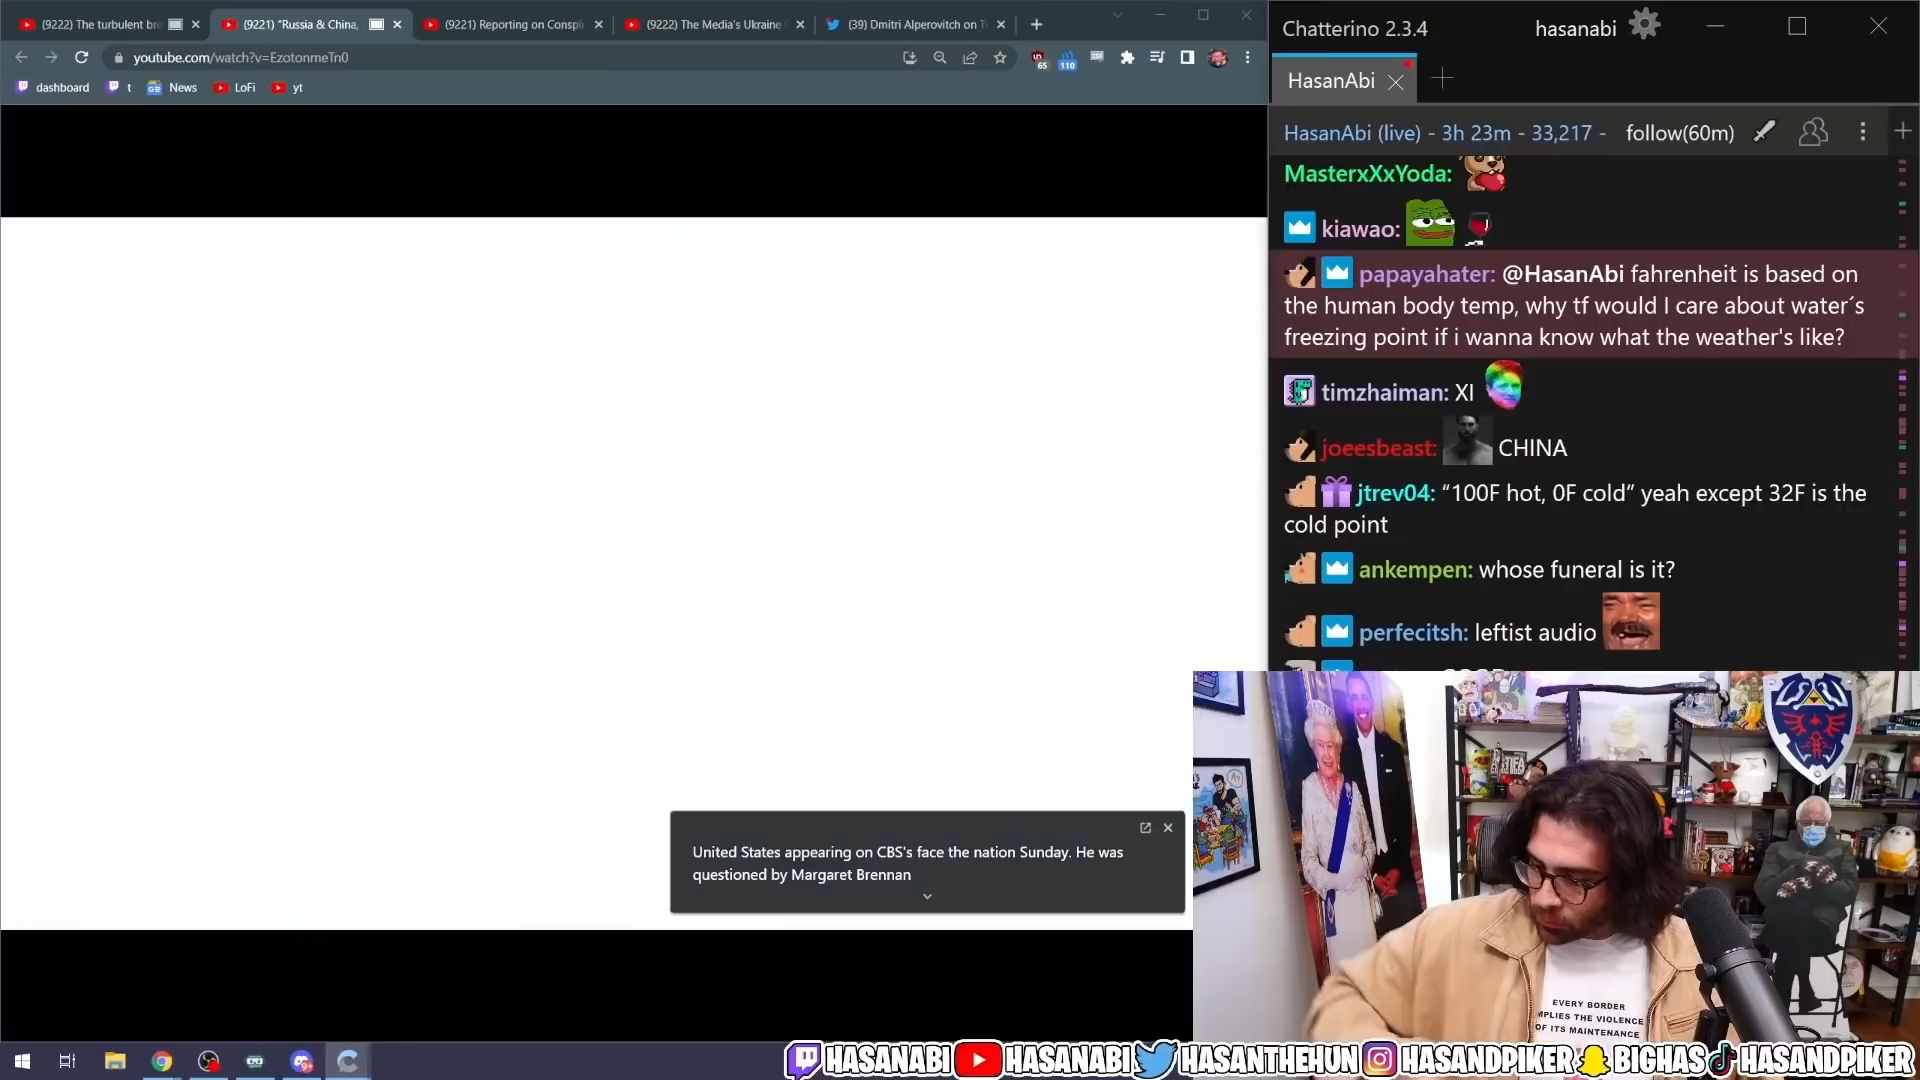 (9221) The turbulent bre
(9221) "Russia & China,
(9221) Reporting on Conspi
(9222) The Media's Ukraine
(39) Dmitri Alperovitch on T
youtube.com/watch?v=EzotonmeTn0
65
110
dashboard
t
News
LoFi
yt
Chatterino 2.3.4
hasanabi
HasanAbi
HasanAbi (live) - 3h 23m - 33,217 -
follow(60m)
MasterxXxYoda:
kiawao:
papayahater: @HasanAbi fahrenheit is based on
the human body temp, why tf would I care about water´s
freezing point if i wanna know what the weather's like?
timzhaiman: XI
joeesbeast: CHINA
jtrev04: “100F hot, 0F cold” yeah except 32F is the
cold point
ankempen: whose funeral is it?
perfecitsh: leftist audio
United States appearing on CBS's face the nation Sunday. He was
questioned by Margaret Brennan
EVERY BORDER
IMPLIES THE VIOLENCE
OF ITS MAINTENANCE
HASANABI
HASANABI
HASANTHEHUN
HASANDPIKER
BIGHAS
HASANDPIKER